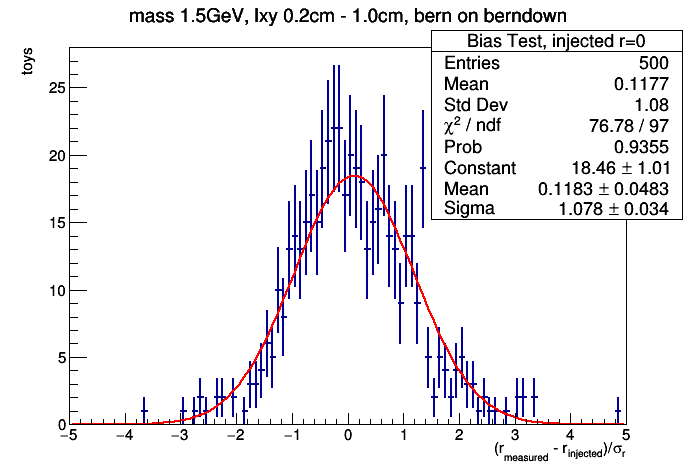 mass 1.5GeV, lxy 0.2cm - 1.0cm, bern on berndown
toys
Bias Test, injected r=0
Entries 500
Mean 0.1177
Std Dev 1.08
χ² / ndf 76.78 / 97
Prob 0.9355
Constant 18.46 ± 1.01
Mean 0.1183 ± 0.0483
Sigma 1.078 ± 0.034
25
20
15
10
5
0
−5 −4 −3 −2 −1 0 1 2 3 4 5
(r_measured - r_injected)/σ_r